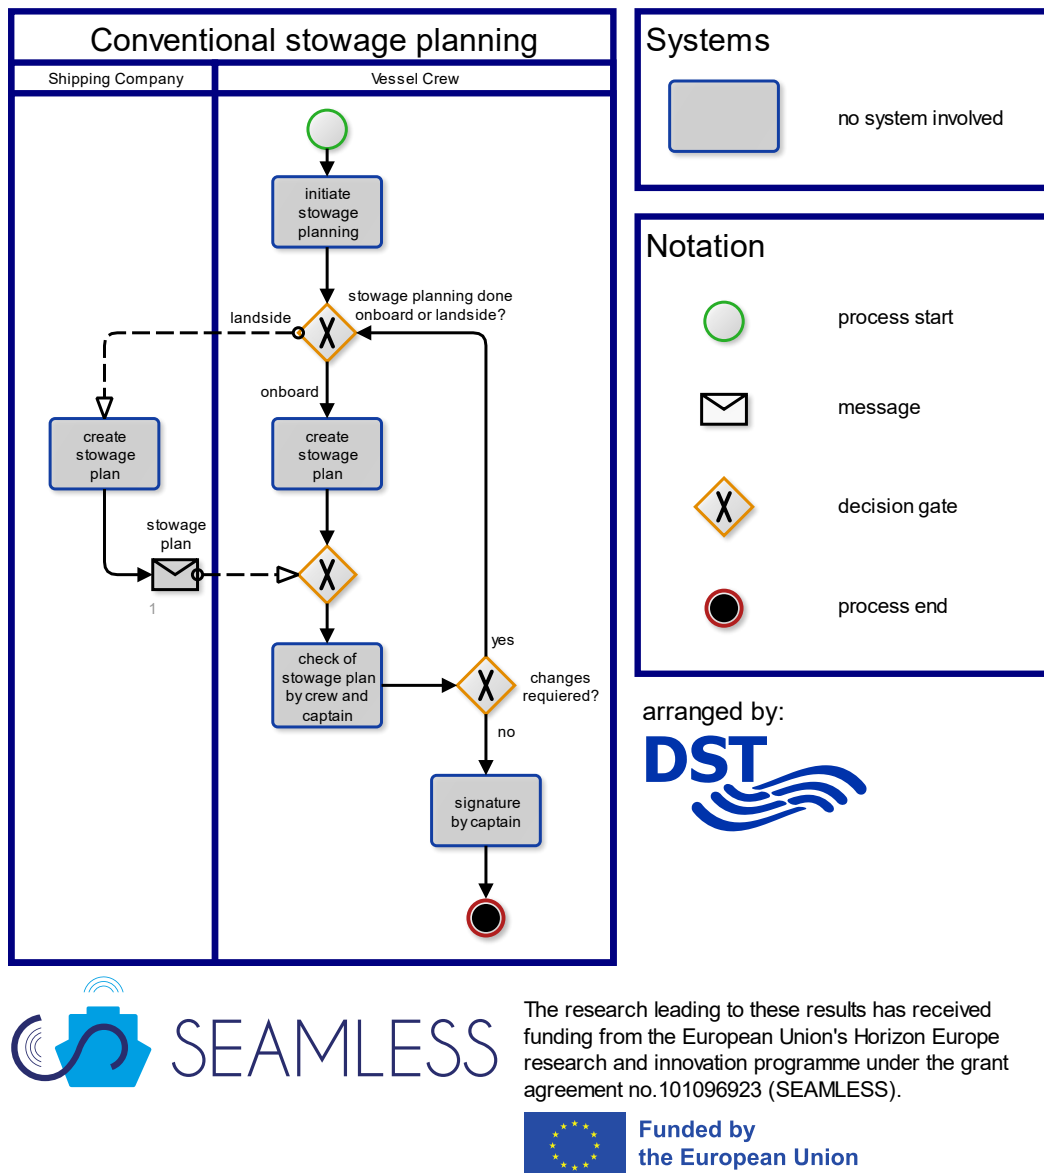 Conventional stowage planning
Shipping Company
Vessel Crew
initiate
stowage
planning
stowage planning done
onboard or landside?
landside
X
onboard
create
stowage
plan
create
stowage
plan
stowage
plan
1
X
check of
stowage plan
by crew and
captain
yes
X
changes
requiered?
no
signature
by captain
Systems
no system involved
Notation
process start
message
X
decision gate
process end
arranged by:
DST
SEAMLESS
The research leading to these results has received
funding from the European Union's Horizon Europe
research and innovation programme under the grant
agreement no.101096923 (SEAMLESS).
Funded by
the European Union